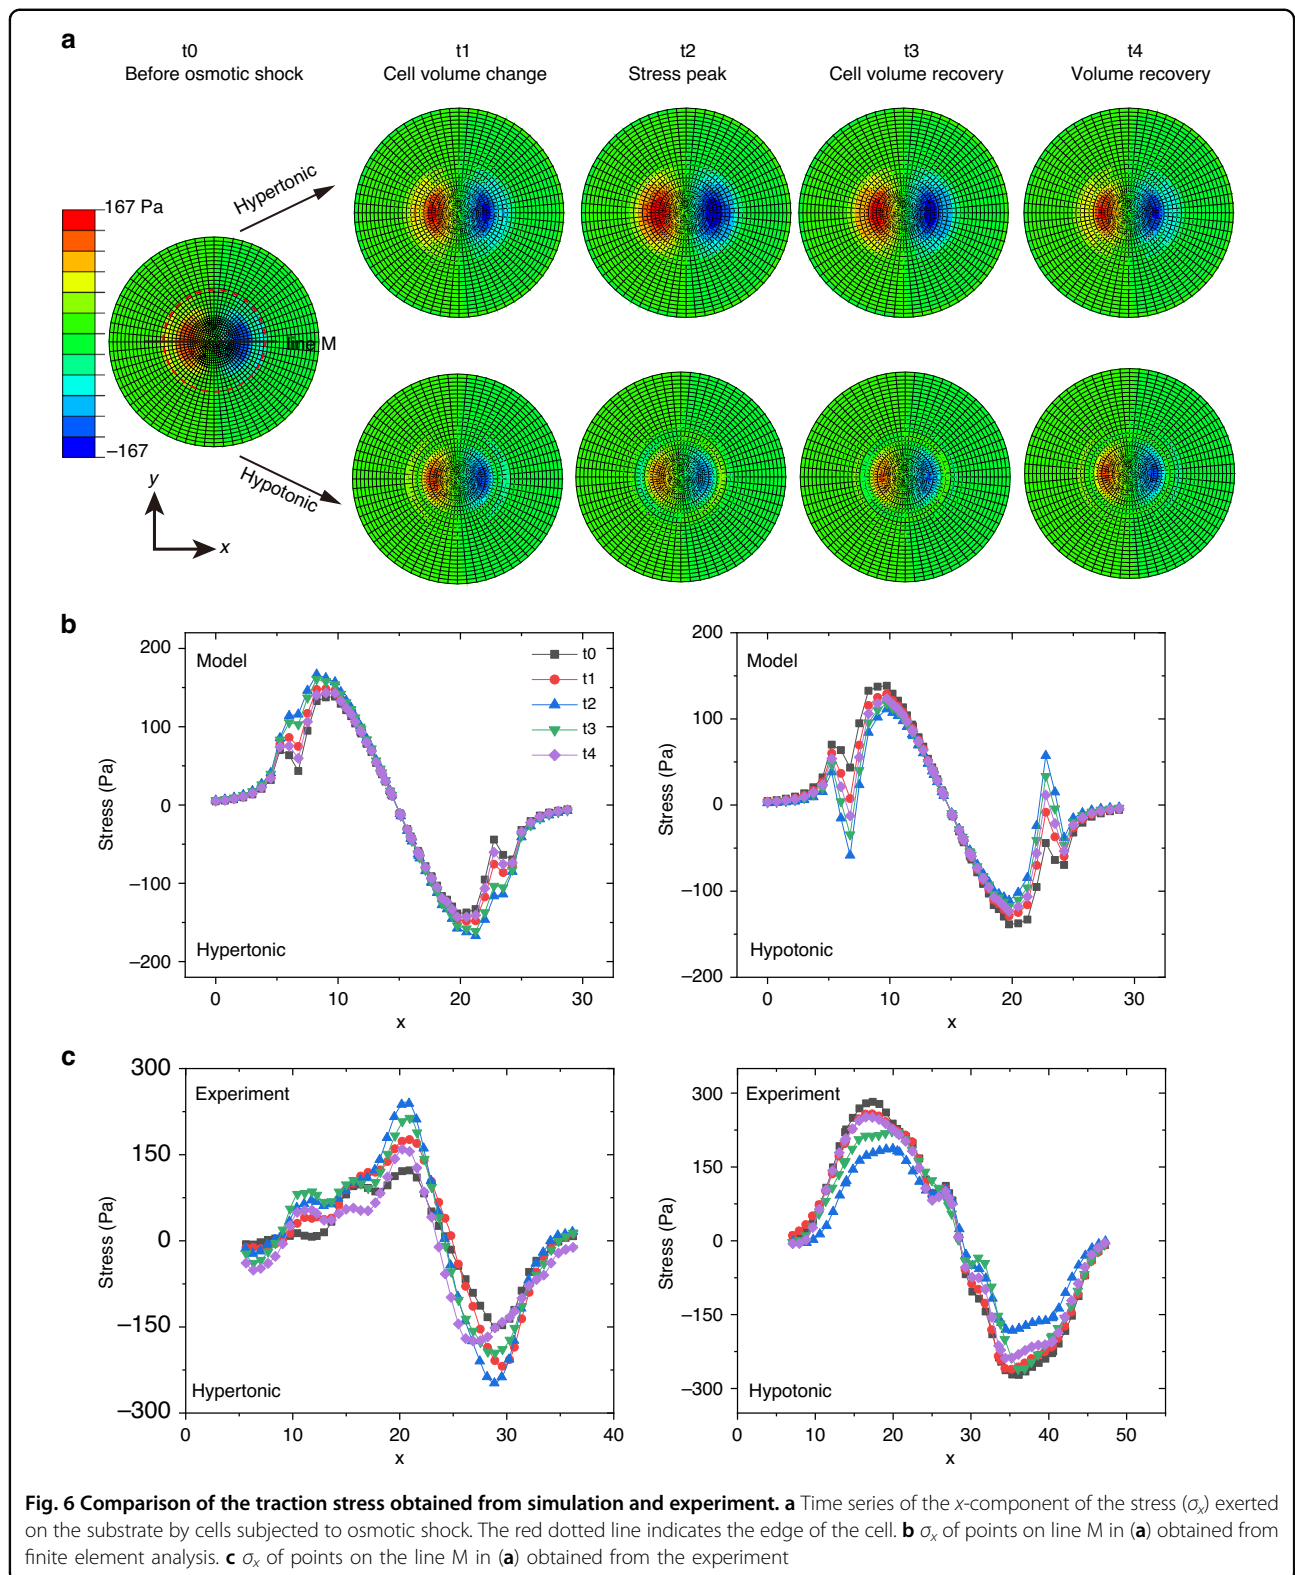 a
t0 t1 t2 t3 t4
Before osmotic shock Cell volume change Stress peak Cell volume recovery Volume recovery
Hypertonic
167 Pa
line M
−167
Hypotonic
y
x
b
200 100 0 −100 −200
Stress (Pa)
Model
t0
t1
t2
t3
t4
Hypertonic
0 10 20 30
x
200 100 0 −100 −200
Stress (Pa)
Model
Hypotonic
0 10 20 30
x
c
300 150 0 −150 −300
Stress (Pa)
Experiment
Hypertonic
0 10 20 30 40
x
300 150 0 −150 −300
Stress (Pa)
Experiment
Hypotonic
0 10 20 30 40 50
x
Fig. 6 Comparison of the traction stress obtained from simulation and experiment. a Time series of the x-component of the stress (σx) exerted
on the substrate by cells subjected to osmotic shock. The red dotted line indicates the edge of the cell. b σx of points on line M in (a) obtained from
finite element analysis. c σx of points on the line M in (a) obtained from the experiment